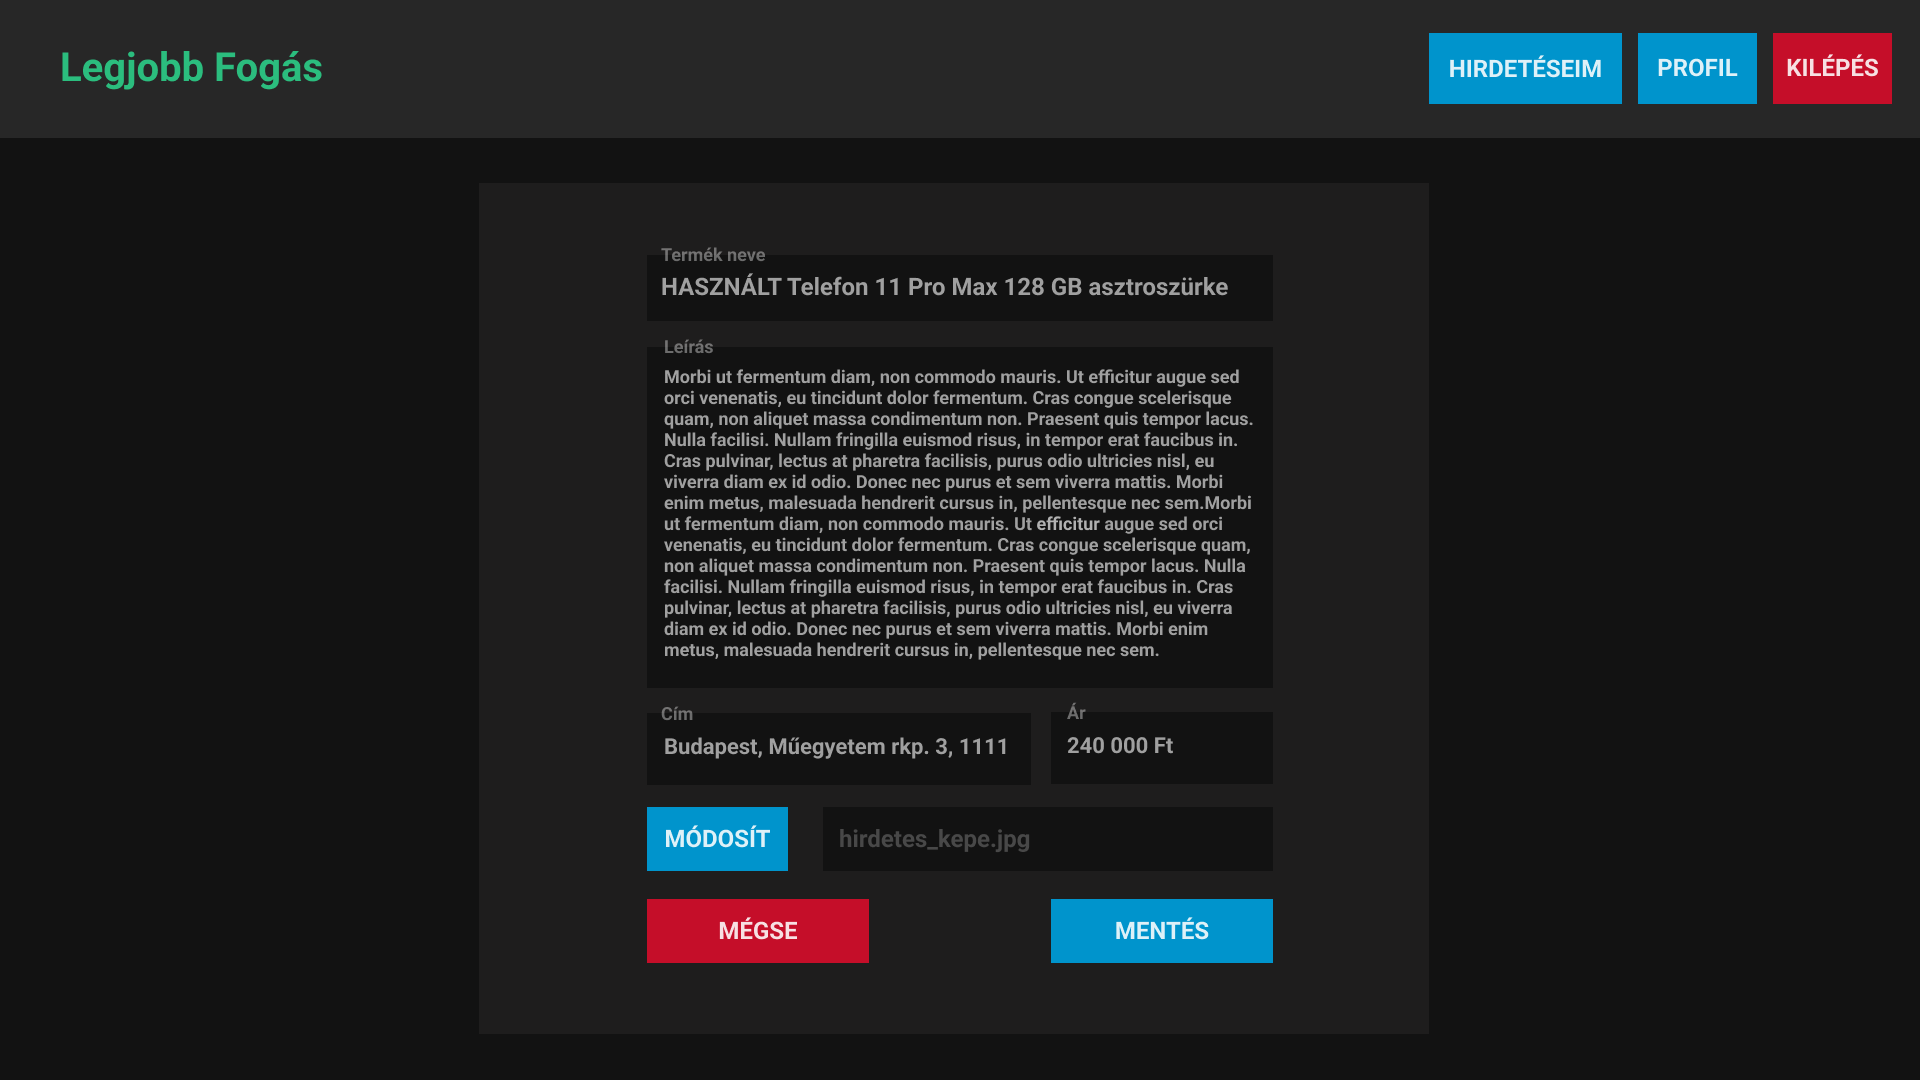 Legjobb Fogás
HIRDETÉSEIM
PROFIL
KILÉPÉS
Termék neve
HASZNÁLT Telefon 11 Pro Max 128 GB asztroszürke
Leírás
Morbi ut fermentum diam, non commodo mauris. Ut efficitur augue sed
orci venenatis, eu tincidunt dolor fermentum. Cras congue scelerisque
quam, non aliquet massa condimentum non. Praesent quis tempor lacus.
Nulla facilisi. Nullam fringilla euismod risus, in tempor erat faucibus in.
Cras pulvinar, lectus at pharetra facilisis, purus odio ultricies nisl, eu
viverra diam ex id odio. Donec nec purus et sem viverra mattis. Morbi
enim metus, malesuada hendrerit cursus in, pellentesque nec sem.Morbi
ut fermentum diam, non commodo mauris. Ut efficitur augue sed orci
venenatis, eu tincidunt dolor fermentum. Cras congue scelerisque quam,
non aliquet massa condimentum non. Praesent quis tempor lacus. Nulla
facilisi. Nullam fringilla euismod risus, in tempor erat faucibus in. Cras
pulvinar, lectus at pharetra facilisis, purus odio ultricies nisl, eu viverra
diam ex id odio. Donec nec purus et sem viverra mattis. Morbi enim
metus, malesuada hendrerit cursus in, pellentesque nec sem.
Cím
Budapest, Műegyetem rkp. 3, 1111
Ár
240 000 Ft
MÓDOSÍT
hirdetes_kepe.jpg
MÉGSE
MENTÉS